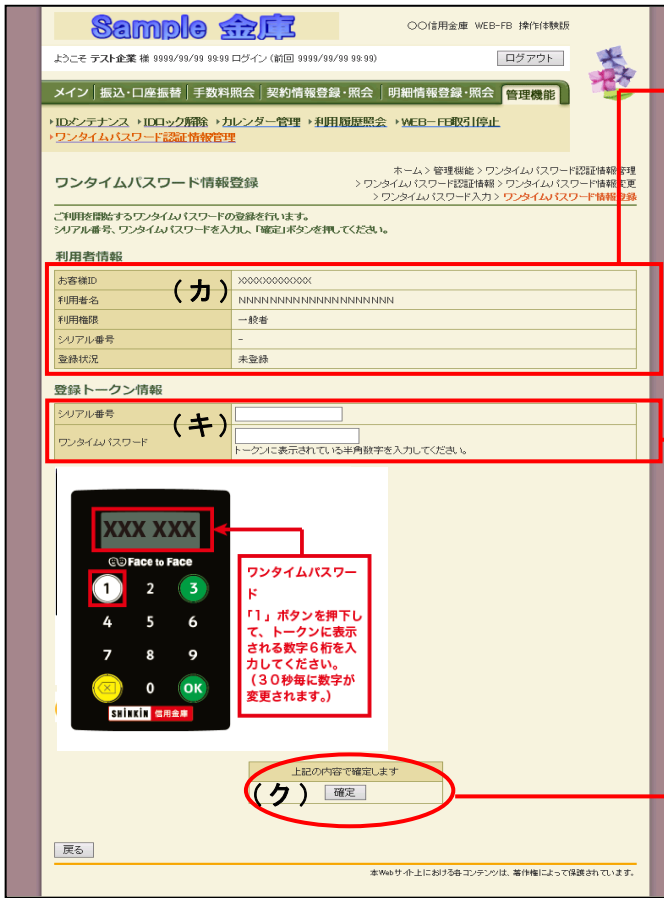 Sample 金庫
〇〇信用金庫 WEB-FB 操作体験版
ようこそ テスト企業 様 9999/99/99 99:99 ログイン (前回 9999/99/99 99:99)
ログアウト
メイン 振込・口座振替 手数料照会 契約情報登録・照会 明細情報登録・照会 管理機能
IDメンテナンス IDロック解除 カレンダー管理 利用履歴照会 WEB-FB取引停止
ワンタイムパスワード認証情報管理
ワンタイムパスワード情報登録
ホーム > 管理機能 > ワンタイムパスワード認証情報管理
> ワンタイムパスワード認証情報 > ワンタイムパスワード情報変更
> ワンタイムパスワード入力 > ワンタイムパスワード情報登録
ご利用を開始するワンタイムパスワードの登録を行います。
シリアル番号、ワンタイムパスワードを入力し、「確定」ボタンを押してください。
利用者情報
(カ)
お客様ID XXXXXXXXXXXXX
利用者名 NNNNNNNNNNNNNNNNNNNN
利用権限 一般者
シリアル番号 -
登録状況 未登録
登録トークン情報
(キ)
シリアル番号
ワンタイムパスワード
トークンに表示されている半角数字を入力してください。
XXX XXX
Face to Face
1 2 3
4 5 6
7 8 9
0 OK
SHINKIN 信用金庫
ワンタイムパスワー
ド
「1」ボタンを押下し
て、トークンに表示
される数字6桁を入
力してください。
(30秒毎に数字が
変更されます。)
上記の内容で確定します
(ク) 確定
戻る
本Webサイト上における各コンテンツは、著作権によって保護されています。